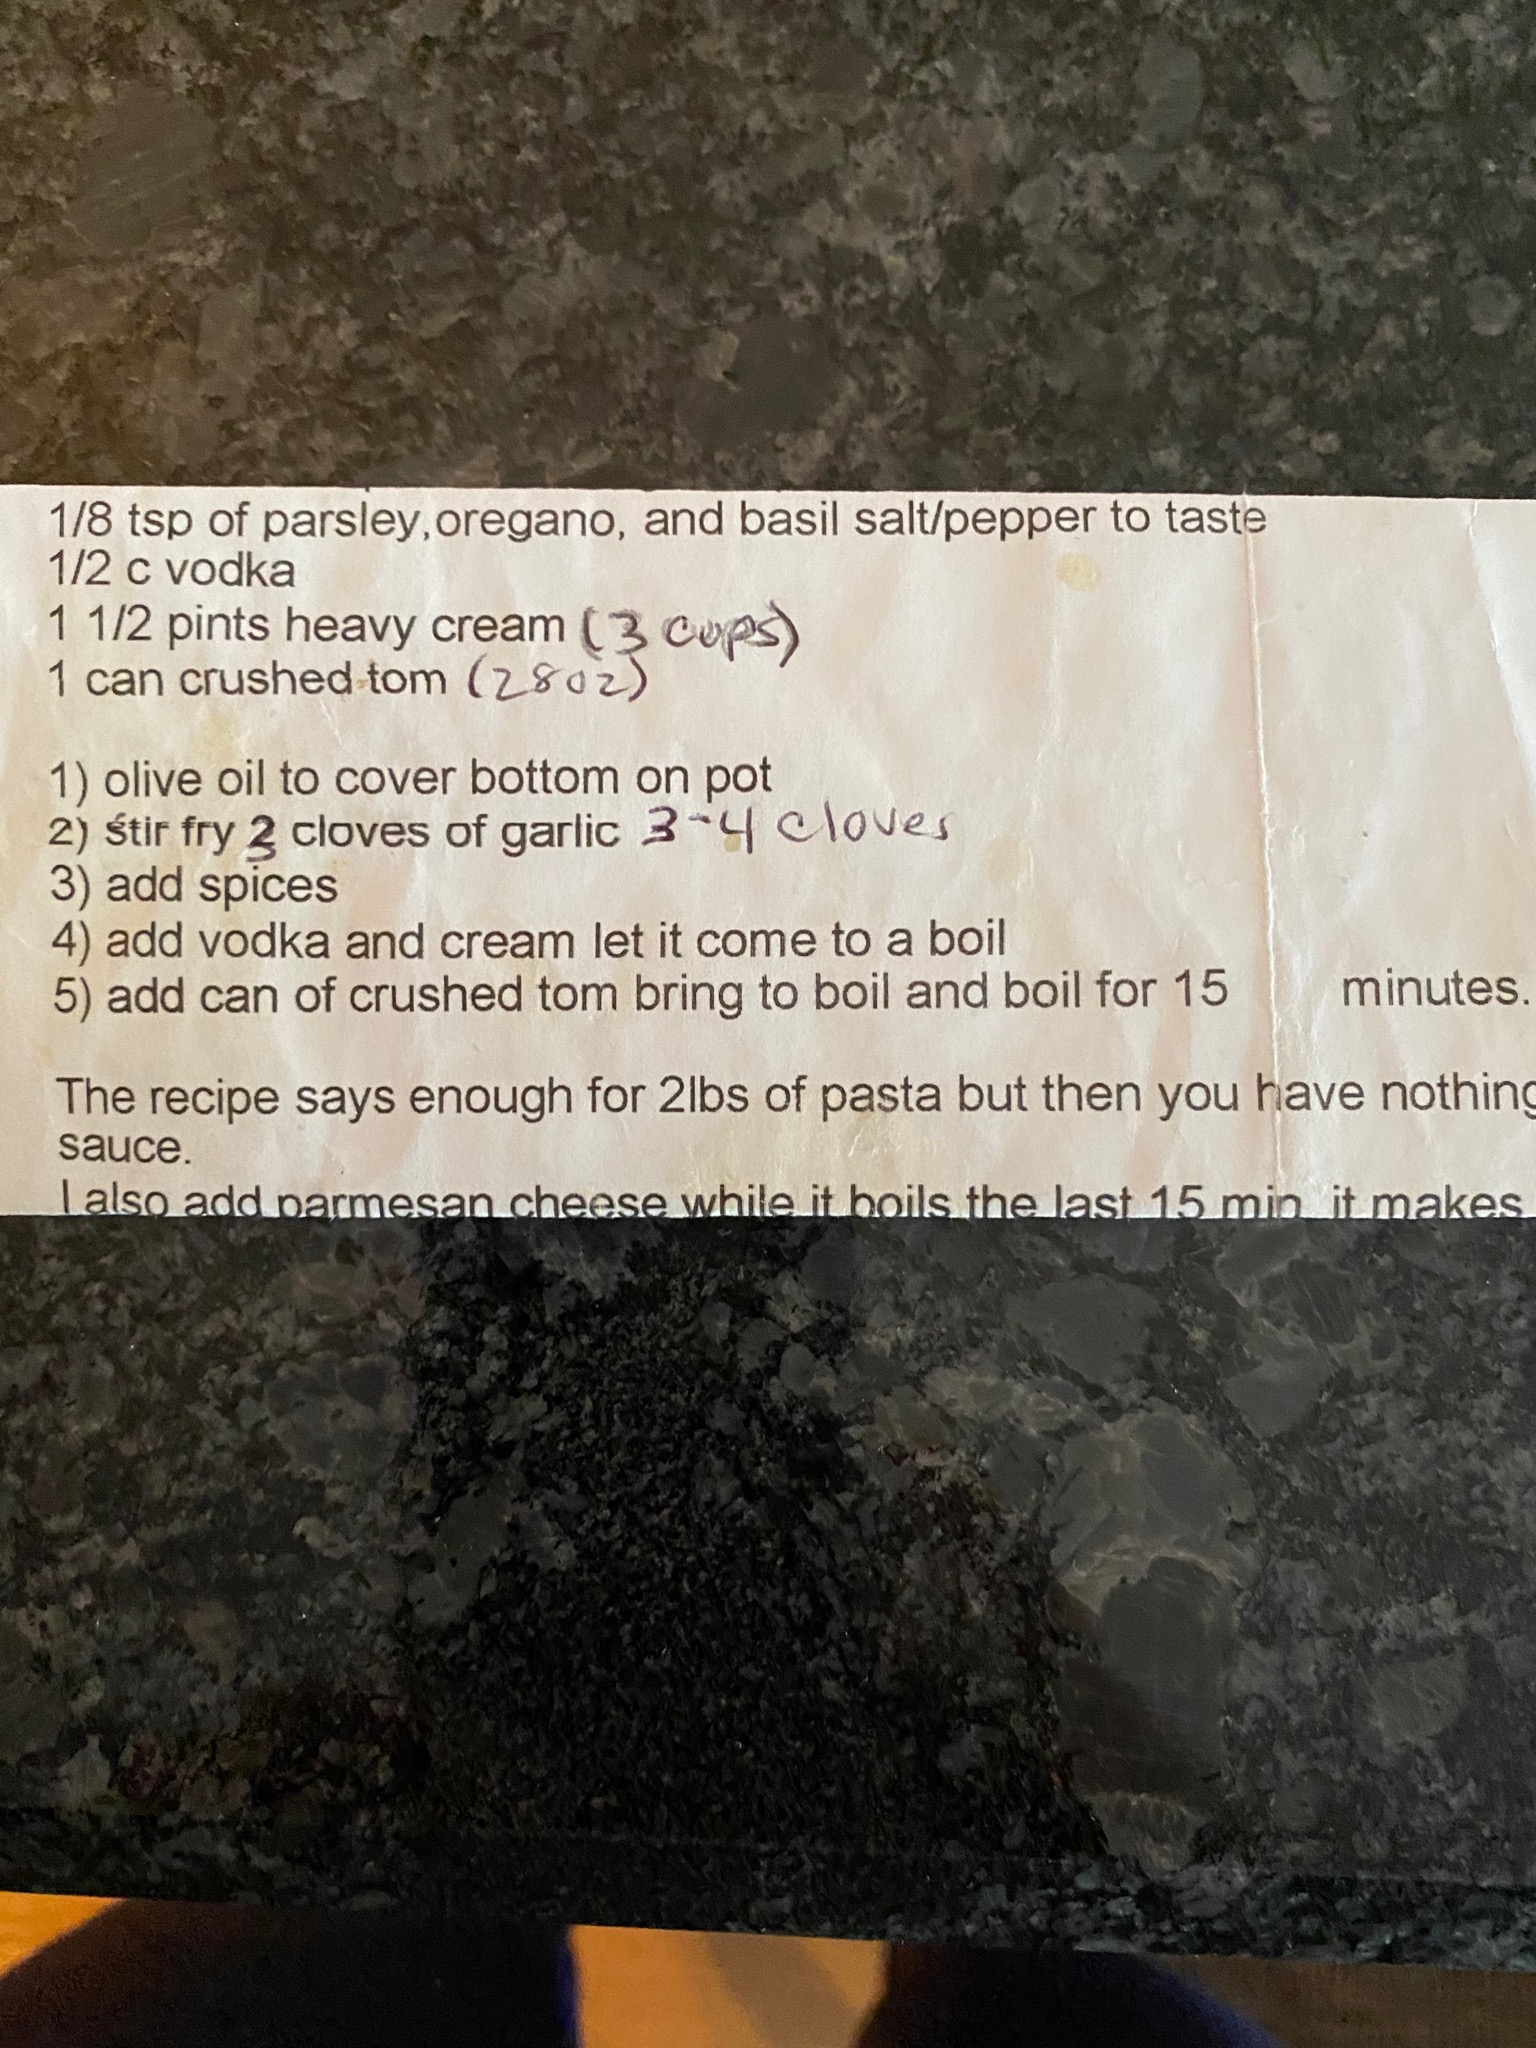 1/8 tsp of parsley,oregano, and basil salt/pepper to taste
1/2 c vodka
1 1/2 pints heavy cream (3 cups)
1 can crushed tom (28oz)
1) olive oil to cover bottom on pot
2) stir fry 2 3 cloves of garlic 3-4 cloves
3) add spices
4) add vodka and cream let it come to a boil
5) add can of crushed tom bring to boil and boil for 15 minutes.
The recipe says enough for 2lbs of pasta but then you have nothing
sauce.
I also add parmesan cheese while it boils the last 15 min it makes